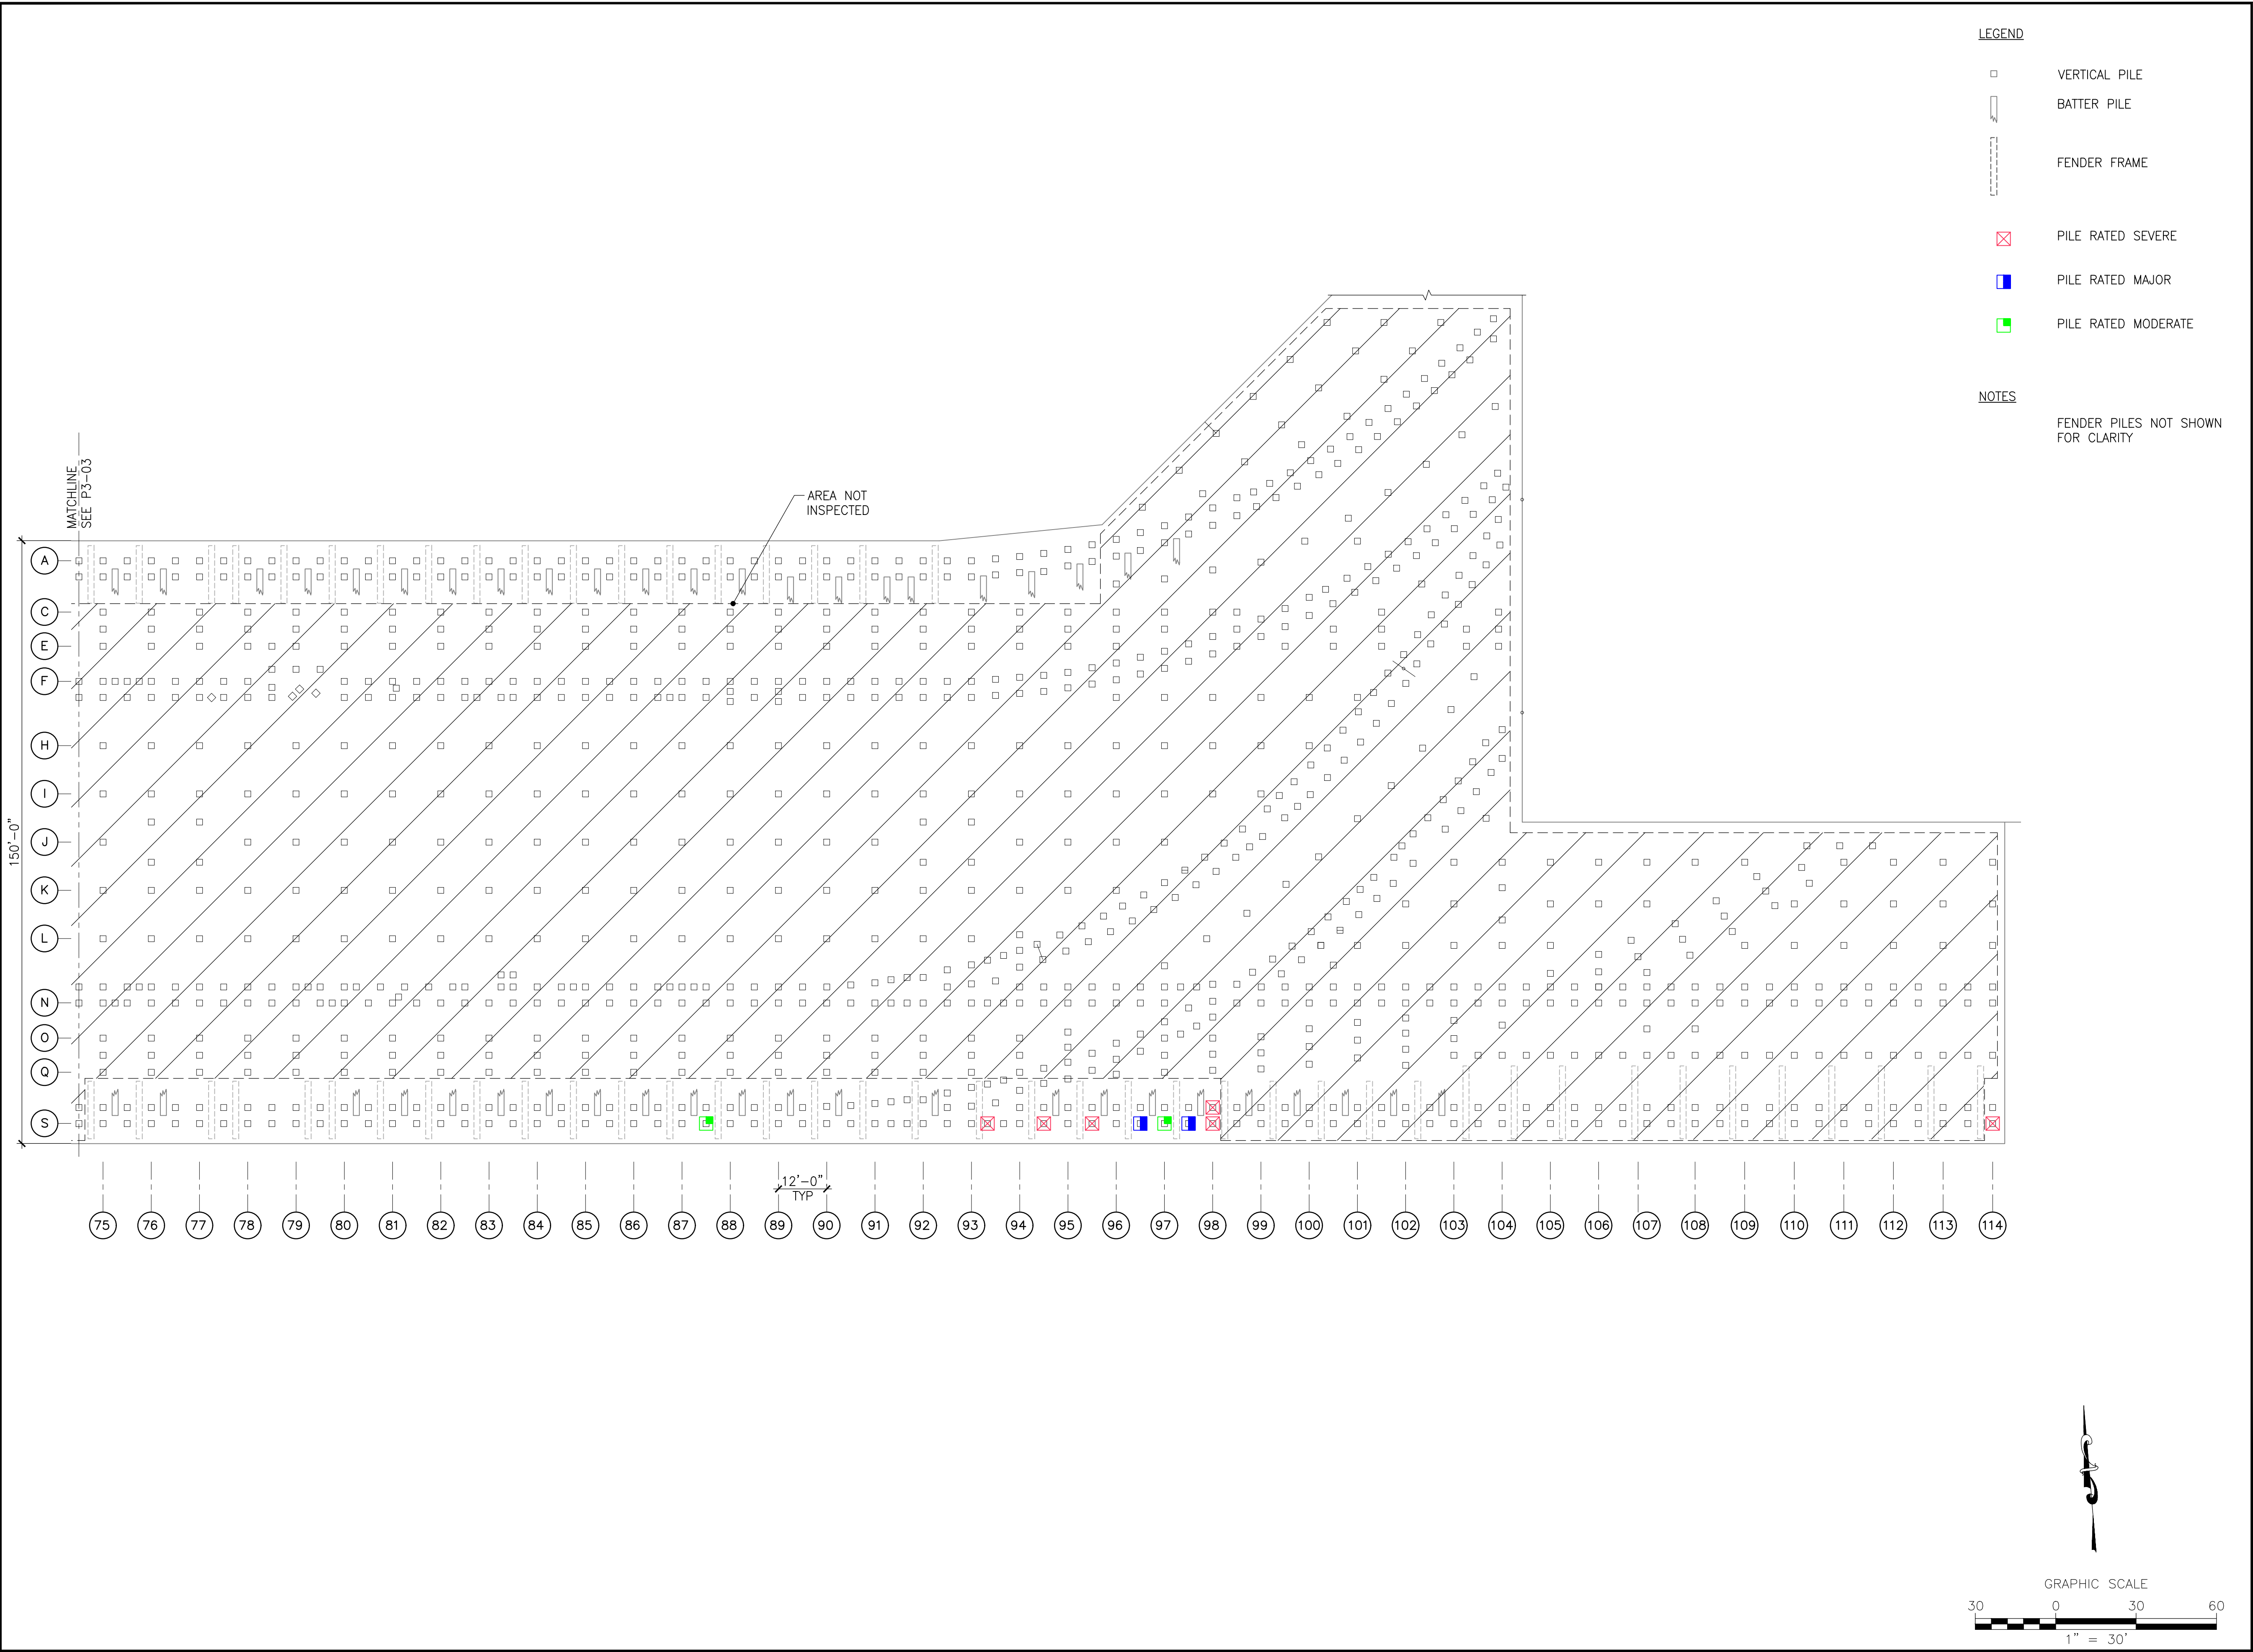 LEGEND
VERTICAL PILE
BATTER PILE
FENDER FRAME
PILE RATED SEVERE
PILE RATED MAJOR
PILE RATED MODERATE
NOTES
FENDER PILES NOT SHOWN
FOR CLARITY
MATCHLINE
SEE P3-03
AREA NOT
INSPECTED
A
C
E
F
H
I
J
K
L
N
O
Q
S
150'-0"
12'-0"
TYP
75 76 77 78 79 80 81 82 83 84 85 86 87 88 89 90 91 92 93 94 95 96 97 98 99 100 101 102 103 104 105 106 107 108 109 110 111 112 113 114
GRAPHIC SCALE
30 0 30 60
1" = 30'